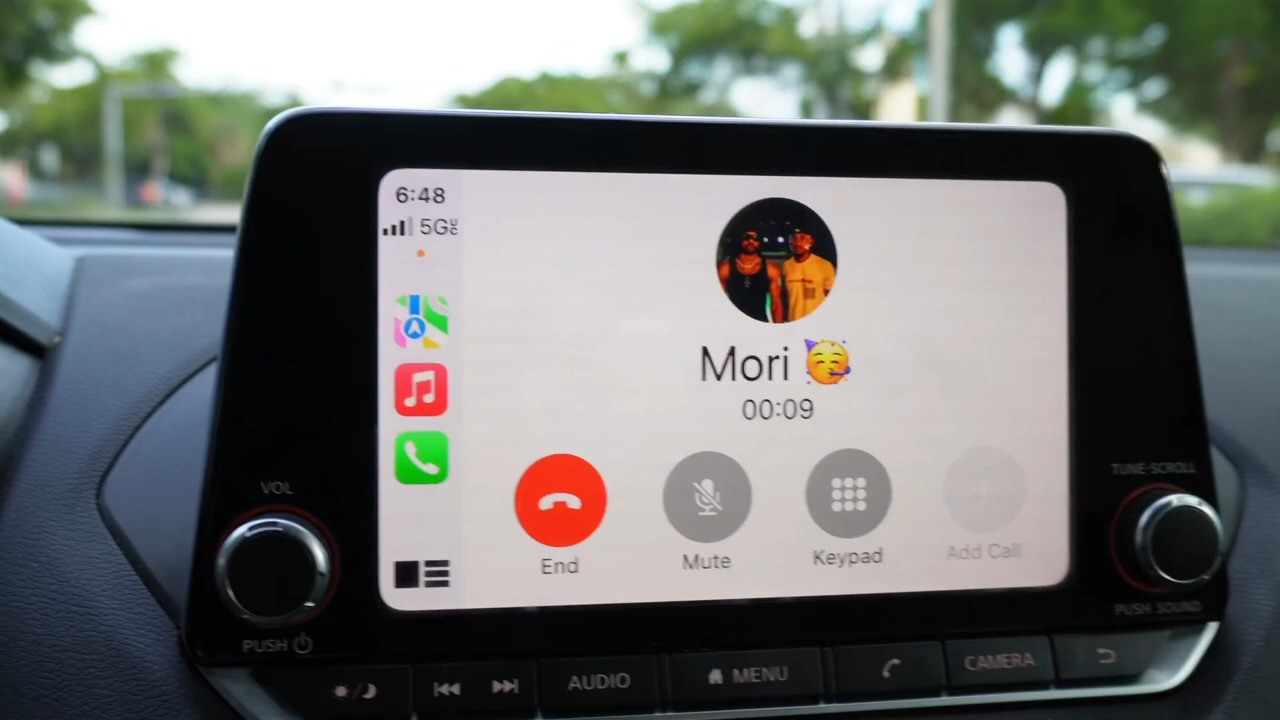 6:48
5G
Mori 🥳
00:09
End
Mute
Keypad
Add Call
VOL
PUSH
TUNE·SCROLL
PUSH SOUND
AUDIO
MENU
CAMERA